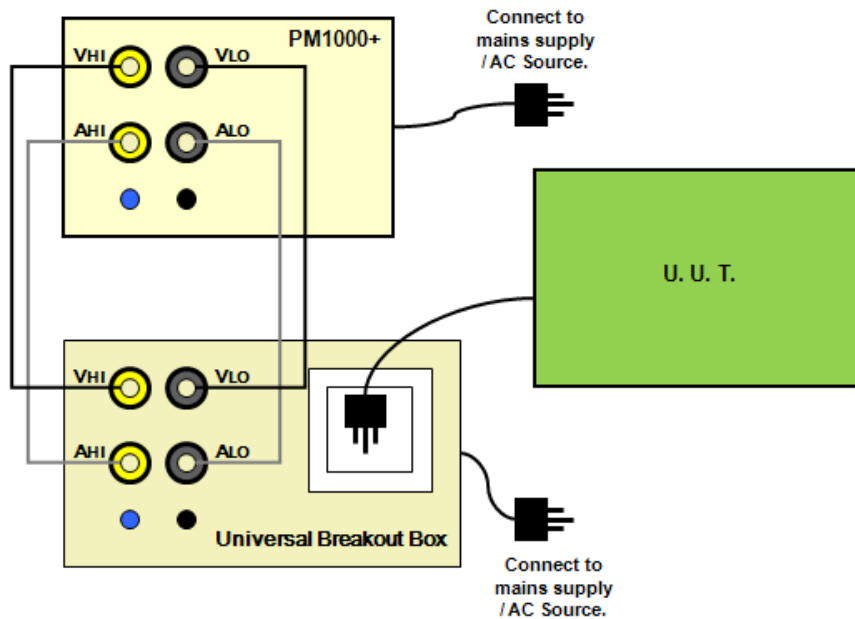 PM1000+
VHI
VLO
AHI
ALO
Connect to
mains supply
/ AC Source.
U. U. T.
VHI
VLO
AHI
ALO
Universal Breakout Box
Connect to
mains supply
/ AC Source.